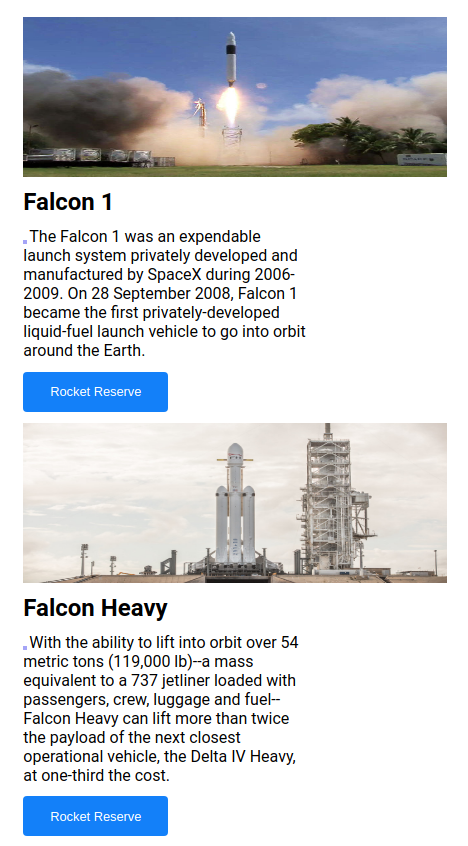 Falcon 1
The Falcon 1 was an expendable
launch system privately developed and
manufactured by SpaceX during 2006-
2009. On 28 September 2008, Falcon 1
became the first privately-developed
liquid-fuel launch vehicle to go into orbit
around the Earth.
Rocket Reserve
Falcon Heavy
With the ability to lift into orbit over 54
metric tons (119,000 lb)--a mass
equivalent to a 737 jetliner loaded with
passengers, crew, luggage and fuel--
Falcon Heavy can lift more than twice
the payload of the next closest
operational vehicle, the Delta IV Heavy,
at one-third the cost.
Rocket Reserve